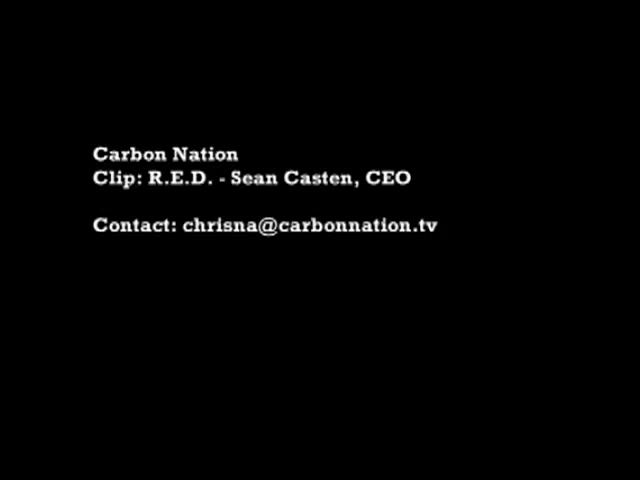 Carbon Nation
Clip: R.E.D. - Sean Casten, CEO
Contact: chrisna@carbonnation.tv